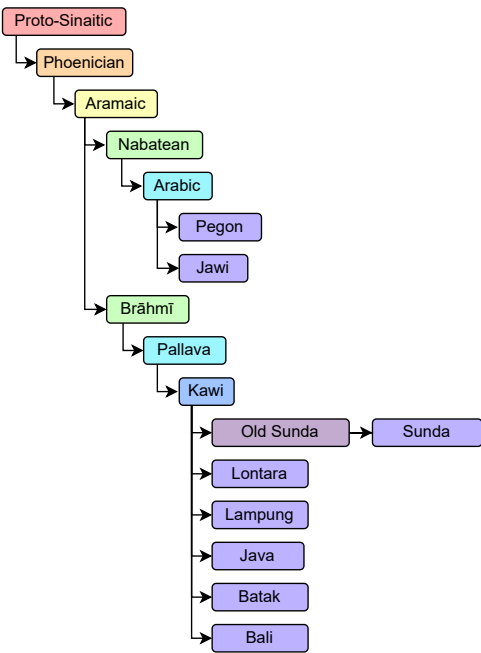 Proto-Sinaitic
Phoenician
Aramaic
Nabatean
Arabic
Pegon
Jawi
Brāhmī
Pallava
Kawi
Old Sunda
Sunda
Lontara
Lampung
Java
Batak
Bali